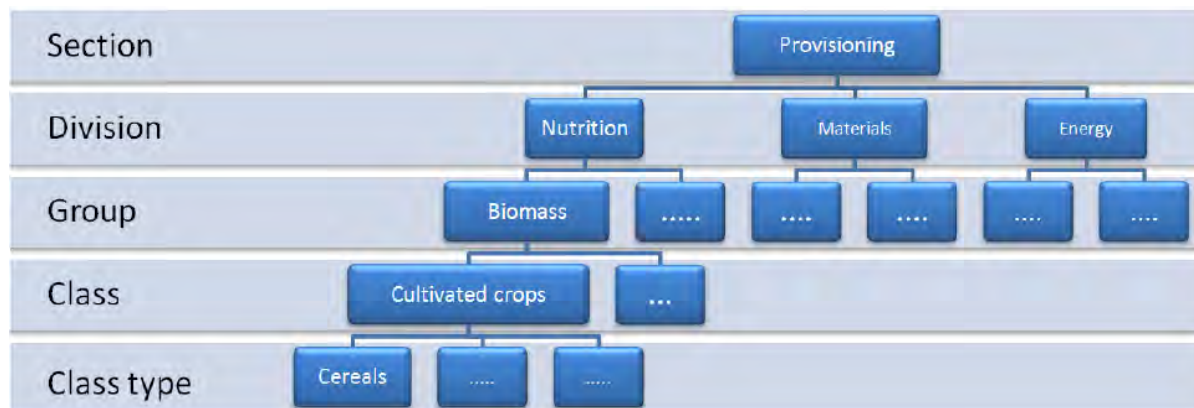 Section
Provisioning
Division
Nutrition
Materials
Energy
Group
Biomass
.....
....
....
....
....
Class
Cultivated crops
...
Class type
Cereals
.....
.....